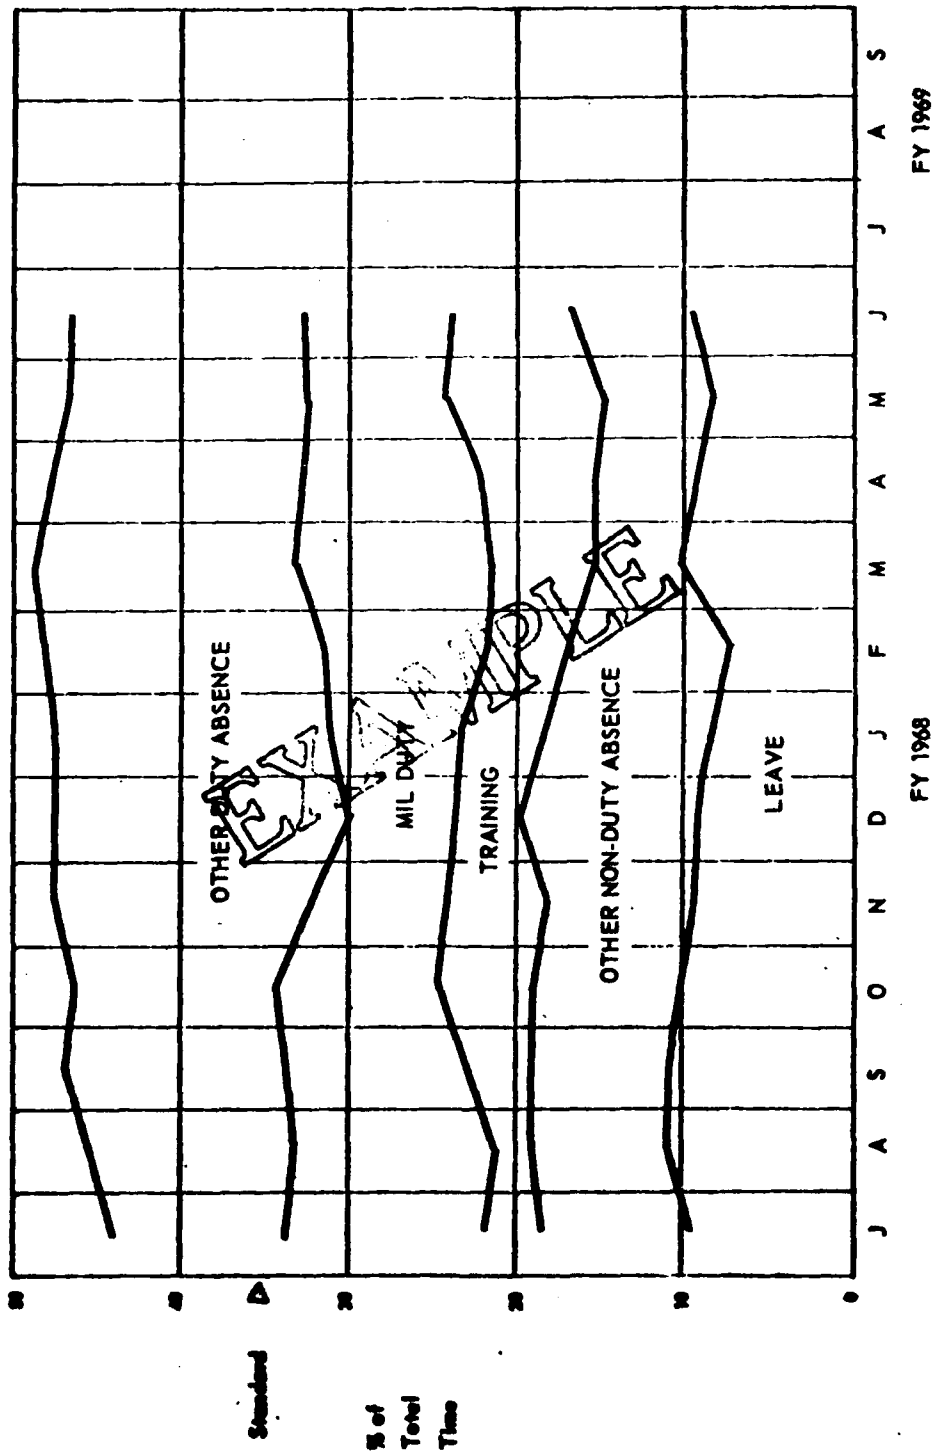 50
40
Standard
30
% of
Total
Time
20
10
0
OTHER DUTY ABSENCE
MIL DUTY
TRAINING
OTHER NON-DUTY ABSENCE
LEAVE
EXAMPLE
J A S O N D J F M A M J J A S
FY 1968 FY 1969